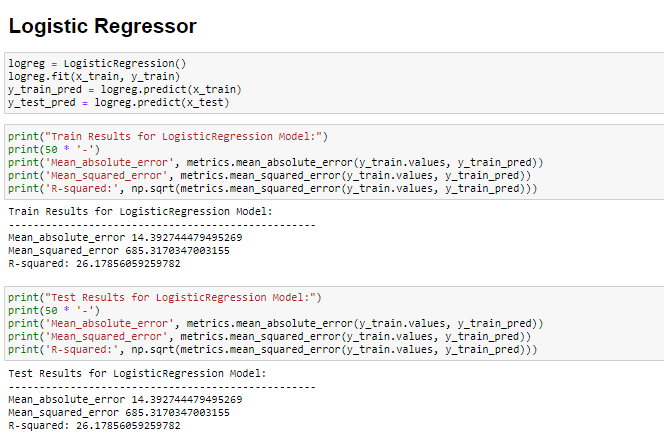 Logistic Regressor
logreg = LogisticRegression()
logreg.fit(x_train, y_train)
y_train_pred = logreg.predict(x_train)
y_test_pred = logreg.predict(x_test)
print("Train Results for LogisticRegression Model:")
print(50 * '-')
print('Mean_absolute_error', metrics.mean_absolute_error(y_train.values, y_train_pred))
print('Mean_squared_error', metrics.mean_squared_error(y_train.values, y_train_pred))
print('R-squared:', np.sqrt(metrics.mean_squared_error(y_train.values, y_train_pred)))
Train Results for LogisticRegression Model:
--------------------------------------------------
Mean_absolute_error 14.392744479495269
Mean_squared_error 685.3170347003155
R-squared: 26.17856059259782
print("Test Results for LogisticRegression Model:")
print(50 * '-')
print('Mean_absolute_error', metrics.mean_absolute_error(y_train.values, y_train_pred))
print('Mean_squared_error', metrics.mean_squared_error(y_train.values, y_train_pred))
print('R-squared:', np.sqrt(metrics.mean_squared_error(y_train.values, y_train_pred)))
Test Results for LogisticRegression Model:
--------------------------------------------------
Mean_absolute_error 14.392744479495269
Mean_squared_error 685.3170347003155
R-squared: 26.17856059259782